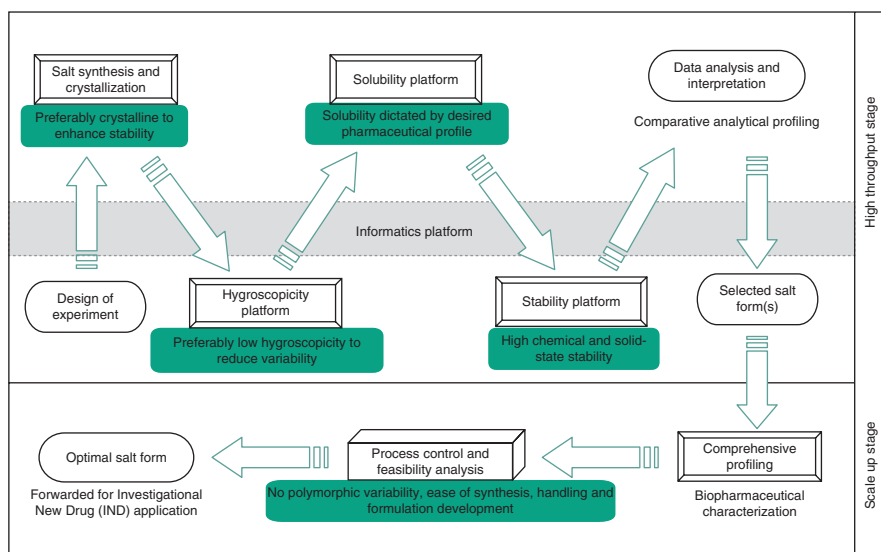 Salt synthesis and
crystallization
Preferably crystalline to
enhance stability
Solubility platform
Solubility dictated by desired
pharmaceutical profile
Data analysis and
interpretation
Comparative analytical profiling
High throughput stage
Informatics platform
Design of
experiment
Hygroscopicity
platform
Preferably low hygroscopicity to
reduce variability
Stability platform
High chemical and solid-
state stability
Selected salt
form(s)
Optimal salt form
Forwarded for Investigational
New Drug (IND) application
Process control and
feasibility analysis
No polymorphic variability, ease of synthesis, handling and
formulation development
Comprehensive
profiling
Biopharmaceutical
characterization
Scale up stage